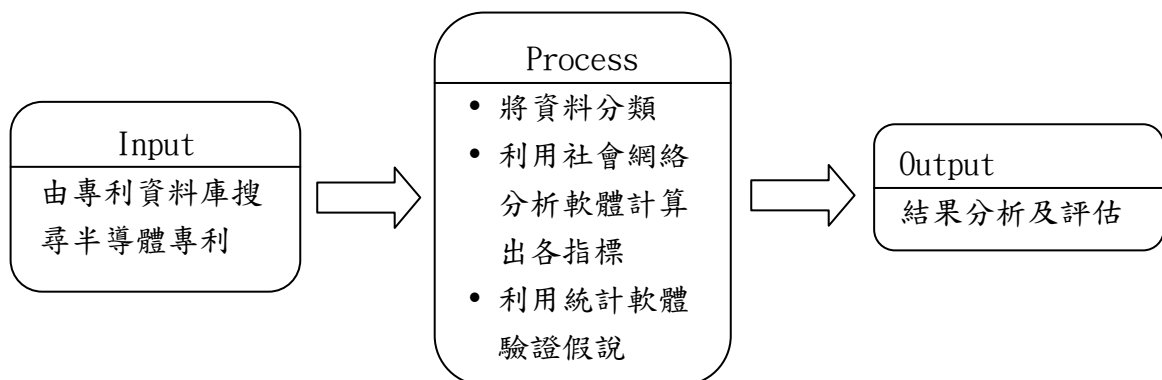 Input
由專利資料庫搜
尋半導體專利
Process
• 將資料分類
• 利用社會網絡
分析軟體計算
出各指標
• 利用統計軟體
驗證假說
Output
結果分析及評估